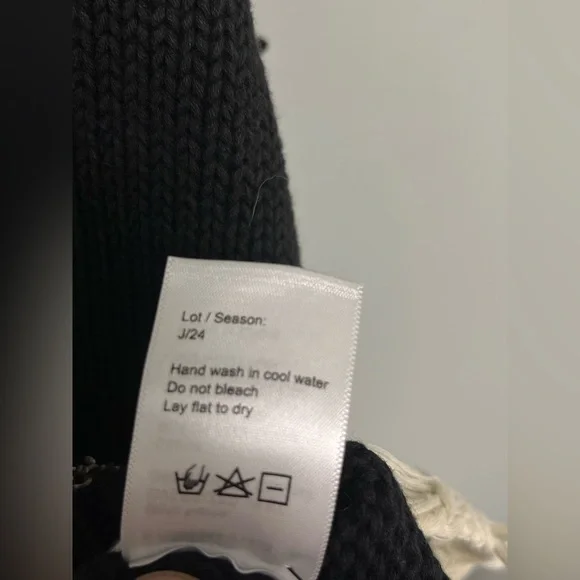 Lot / Season:
J/24
Hand wash in cool water
Do not bleach
Lay flat to dry